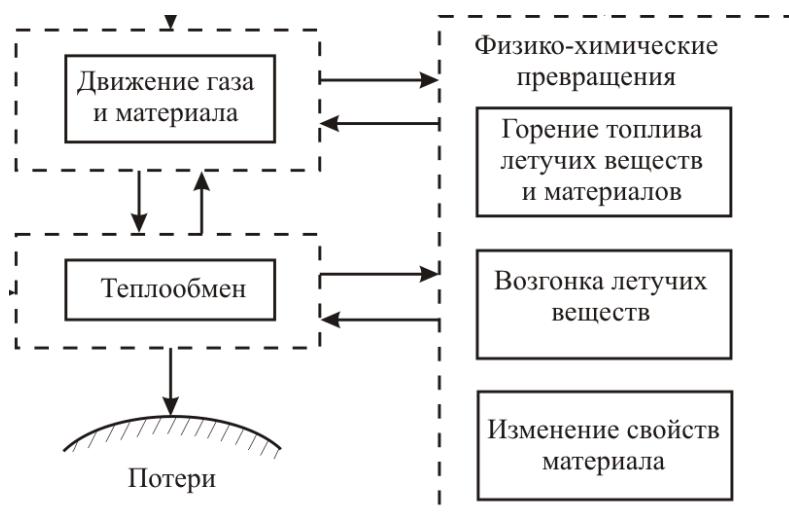 Движение газа
и материала
Теплообмен
Потери
Физико-химические
превращения
Горение топлива
летучих веществ
и материалов
Возгонка летучих
веществ
Изменение свойств
материала